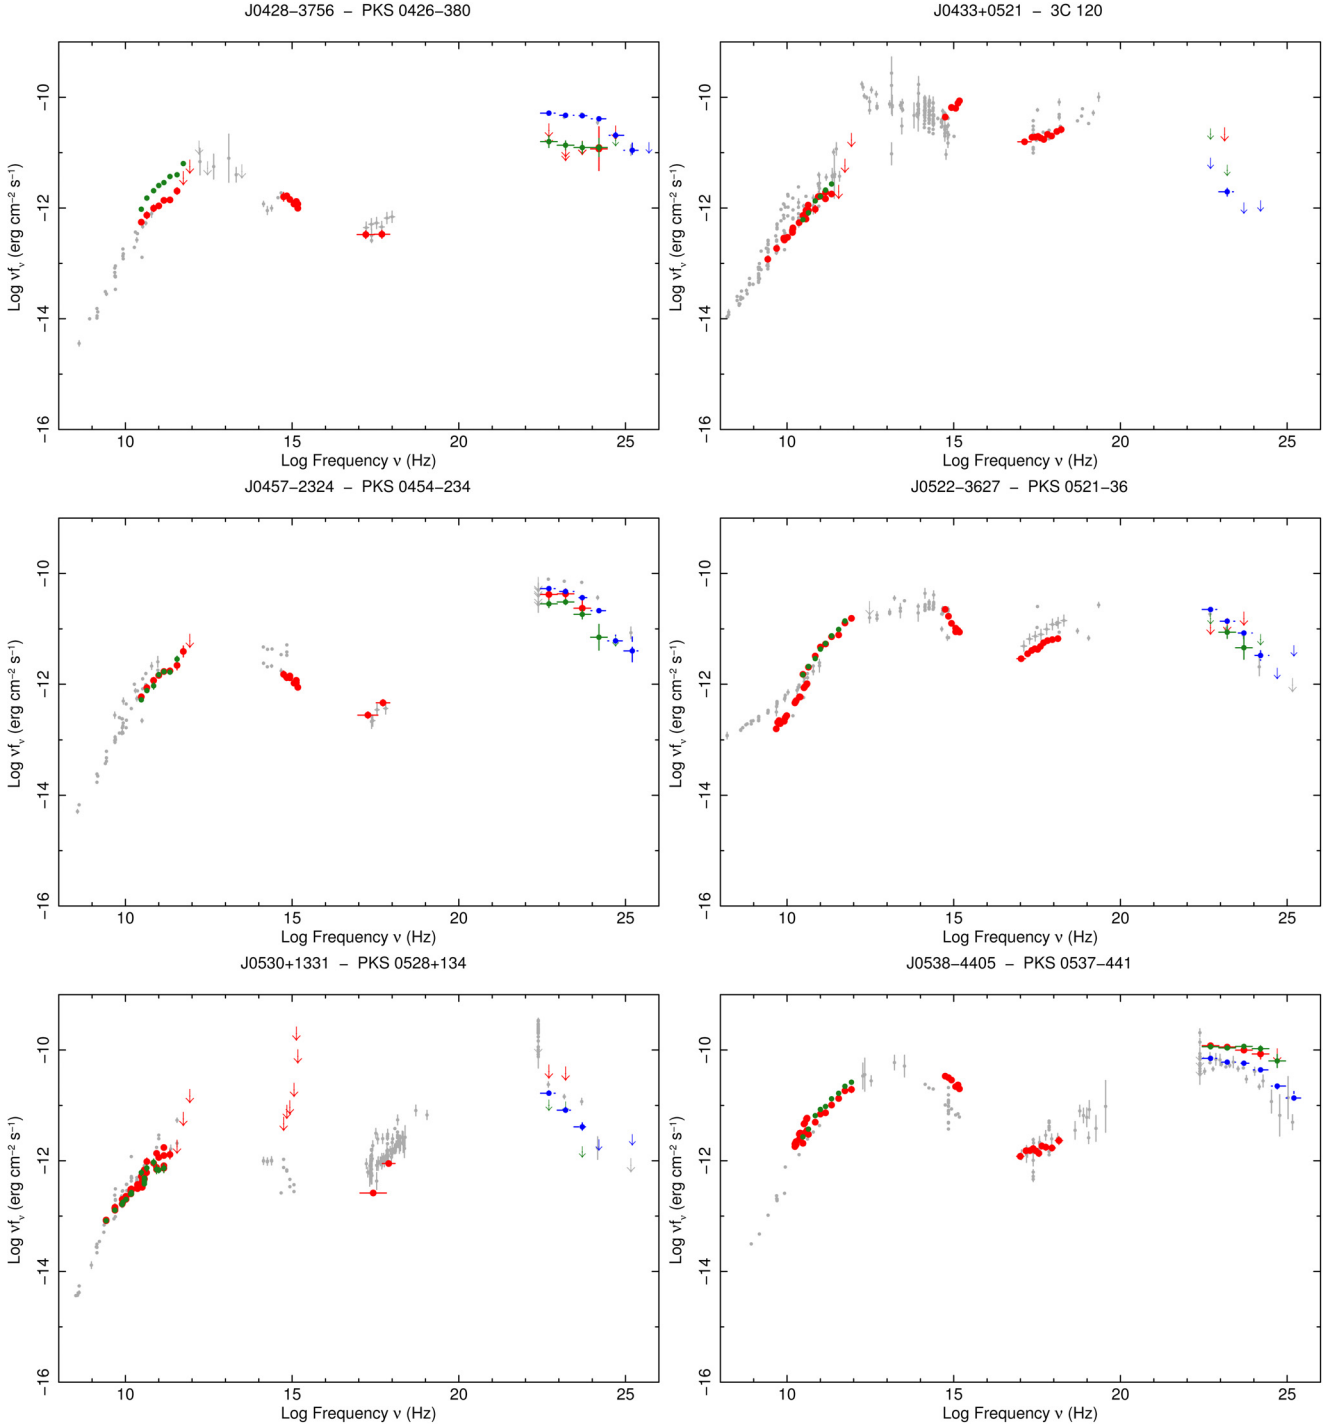 J0428−3756 − PKS 0426−380
Log νfν (erg cm−2 s−1)
−10
−12
−14
−16
10 15 20 25
Log Frequency ν (Hz)
J0433+0521 − 3C 120
Log νfν (erg cm−2 s−1)
−10
−12
−14
−16
10 15 20 25
Log Frequency ν (Hz)
J0457−2324 − PKS 0454−234
Log νfν (erg cm−2 s−1)
−10
−12
−14
−16
10 15 20 25
Log Frequency ν (Hz)
J0522−3627 − PKS 0521−36
Log νfν (erg cm−2 s−1)
−10
−12
−14
−16
10 15 20 25
Log Frequency ν (Hz)
J0530+1331 − PKS 0528+134
Log νfν (erg cm−2 s−1)
−10
−12
−14
−16
10 15 20 25
Log Frequency ν (Hz)
J0538−4405 − PKS 0537−441
Log νfν (erg cm−2 s−1)
−10
−12
−14
−16
10 15 20 25
Log Frequency ν (Hz)